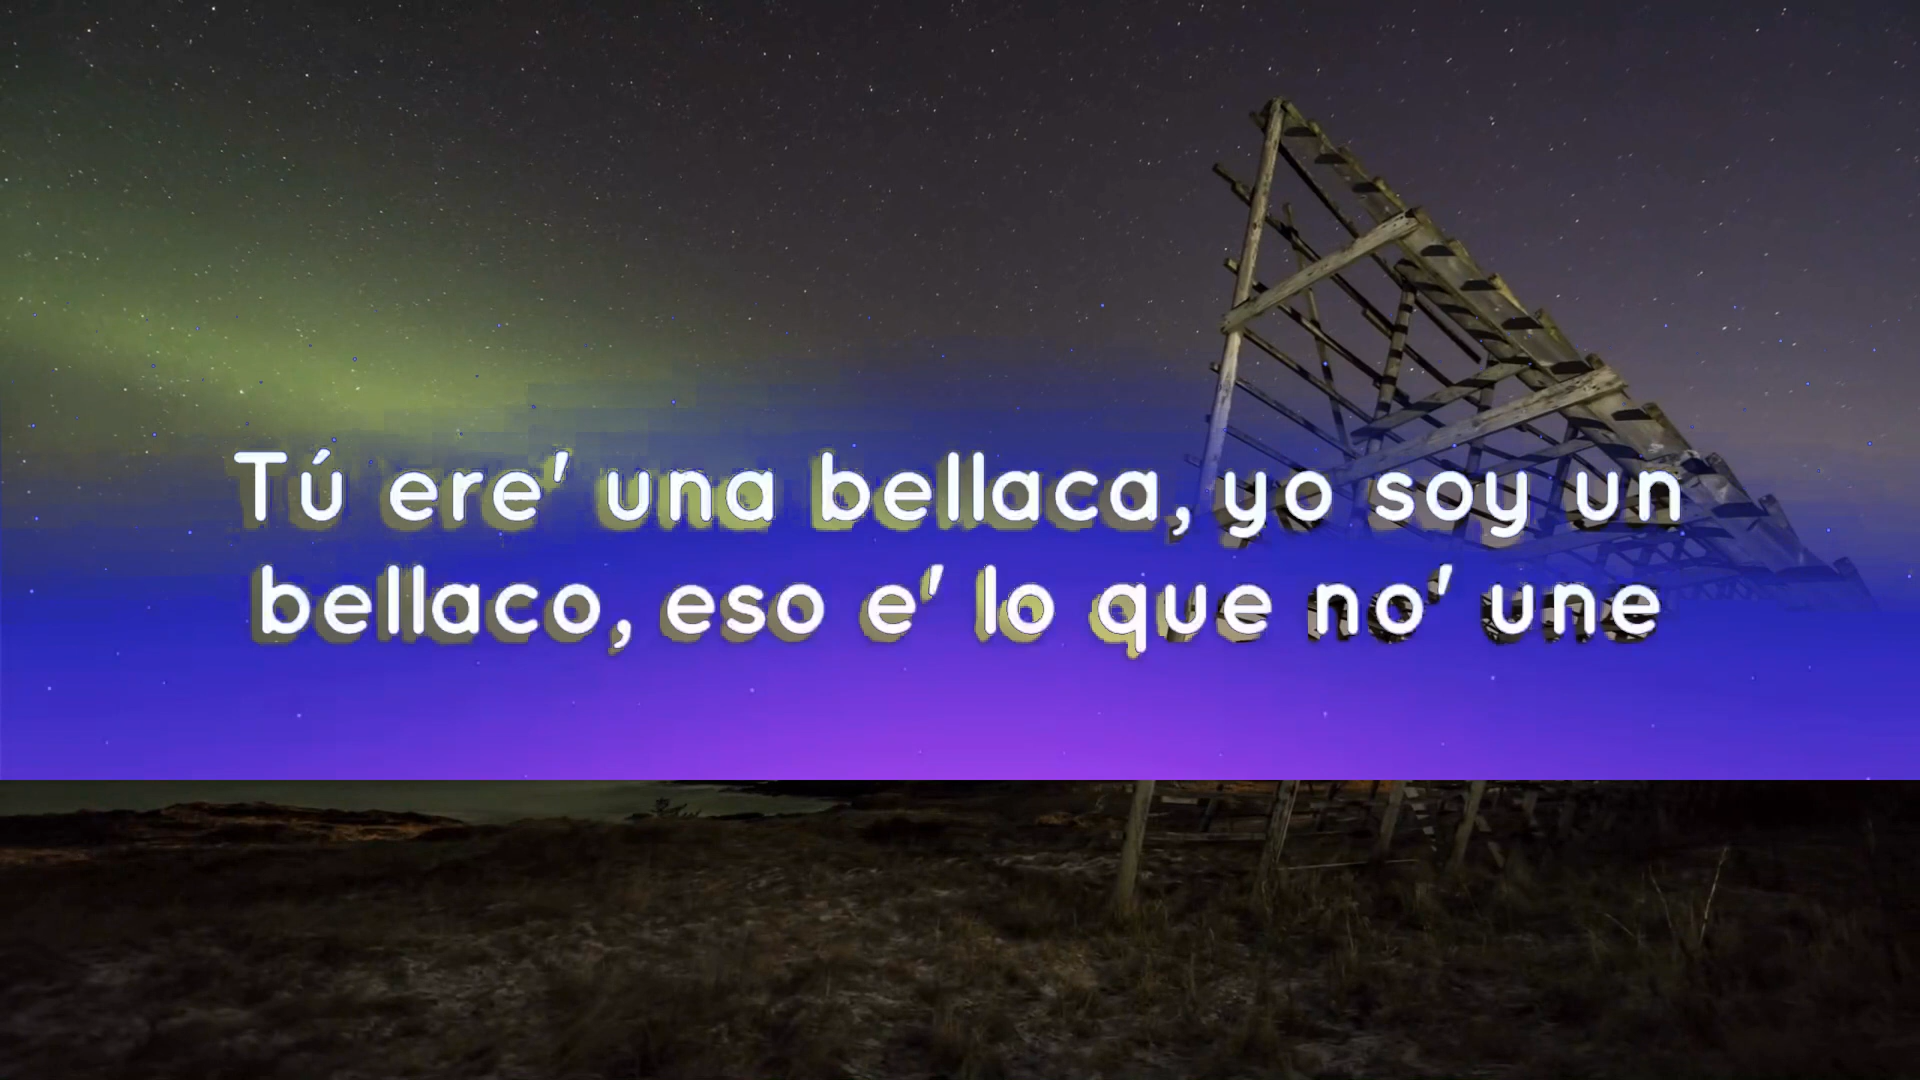 Tú ere' una bellaca, yo soy un
bellaco, eso e' lo que no' une